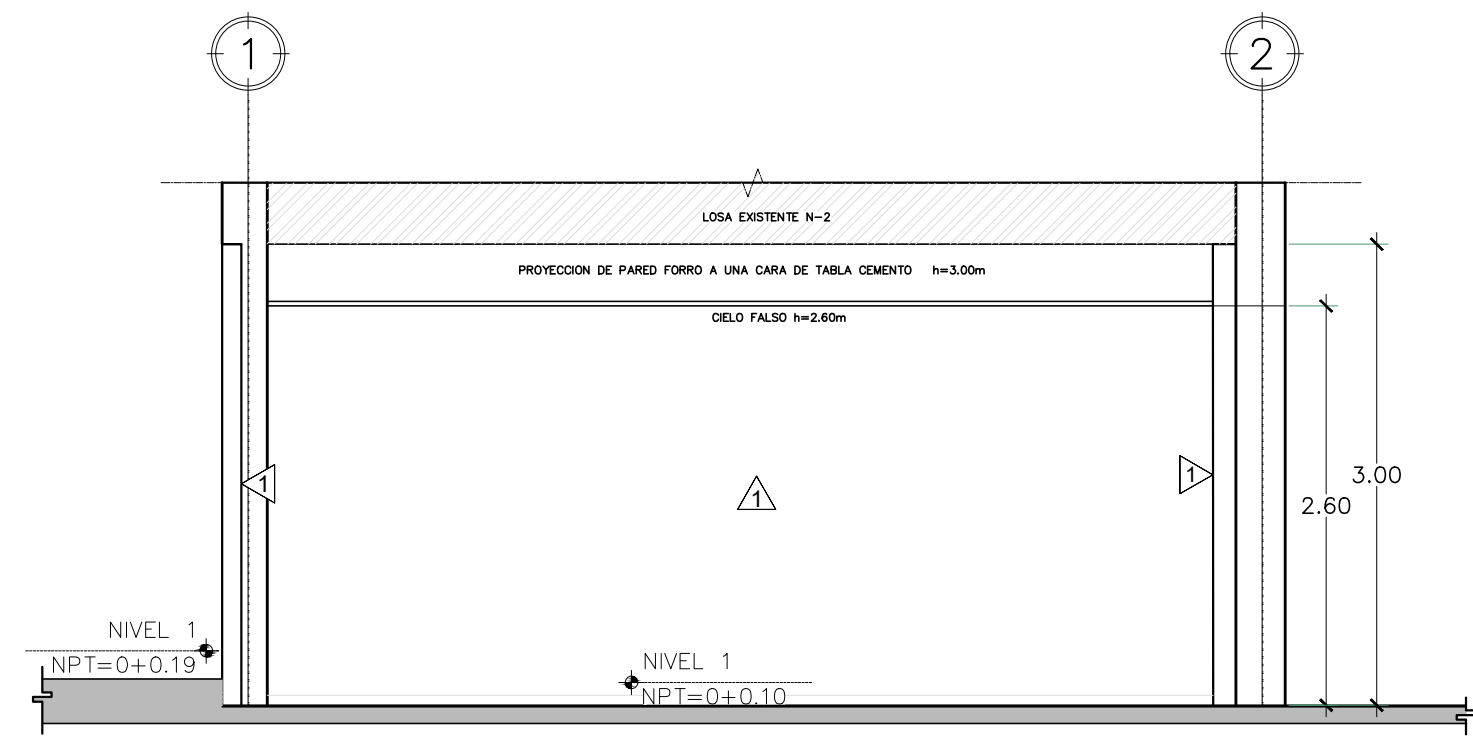 1
2
LOSA EXISTENTE N-2
PROYECCION DE PARED FORRO A UNA CARA DE TABLA CEMENTO h=3.00m
CIELO FALSO h=2.60m
1
1
1
3.00
2.60
NIVEL 1
NPT=0+0.19
NIVEL 1
NPT=0+0.10